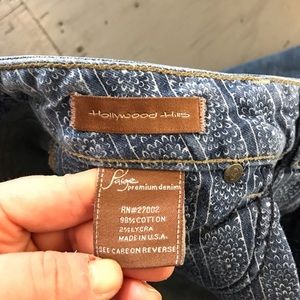 Hollywood Hills
Paige
premium denim
RN#27002
98% COTTON
2% LYCRA
MADE IN U.S.A.
SEE CARE ON REVERSE